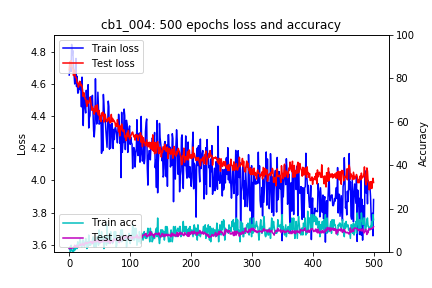 cb1_004: 500 epochs loss and accuracy
Train loss
Test loss
Train acc
Test acc
Loss
4.8
4.6
4.4
4.2
4.0
3.8
3.6
Accuracy
100
80
60
40
20
0
0
100
200
300
400
500